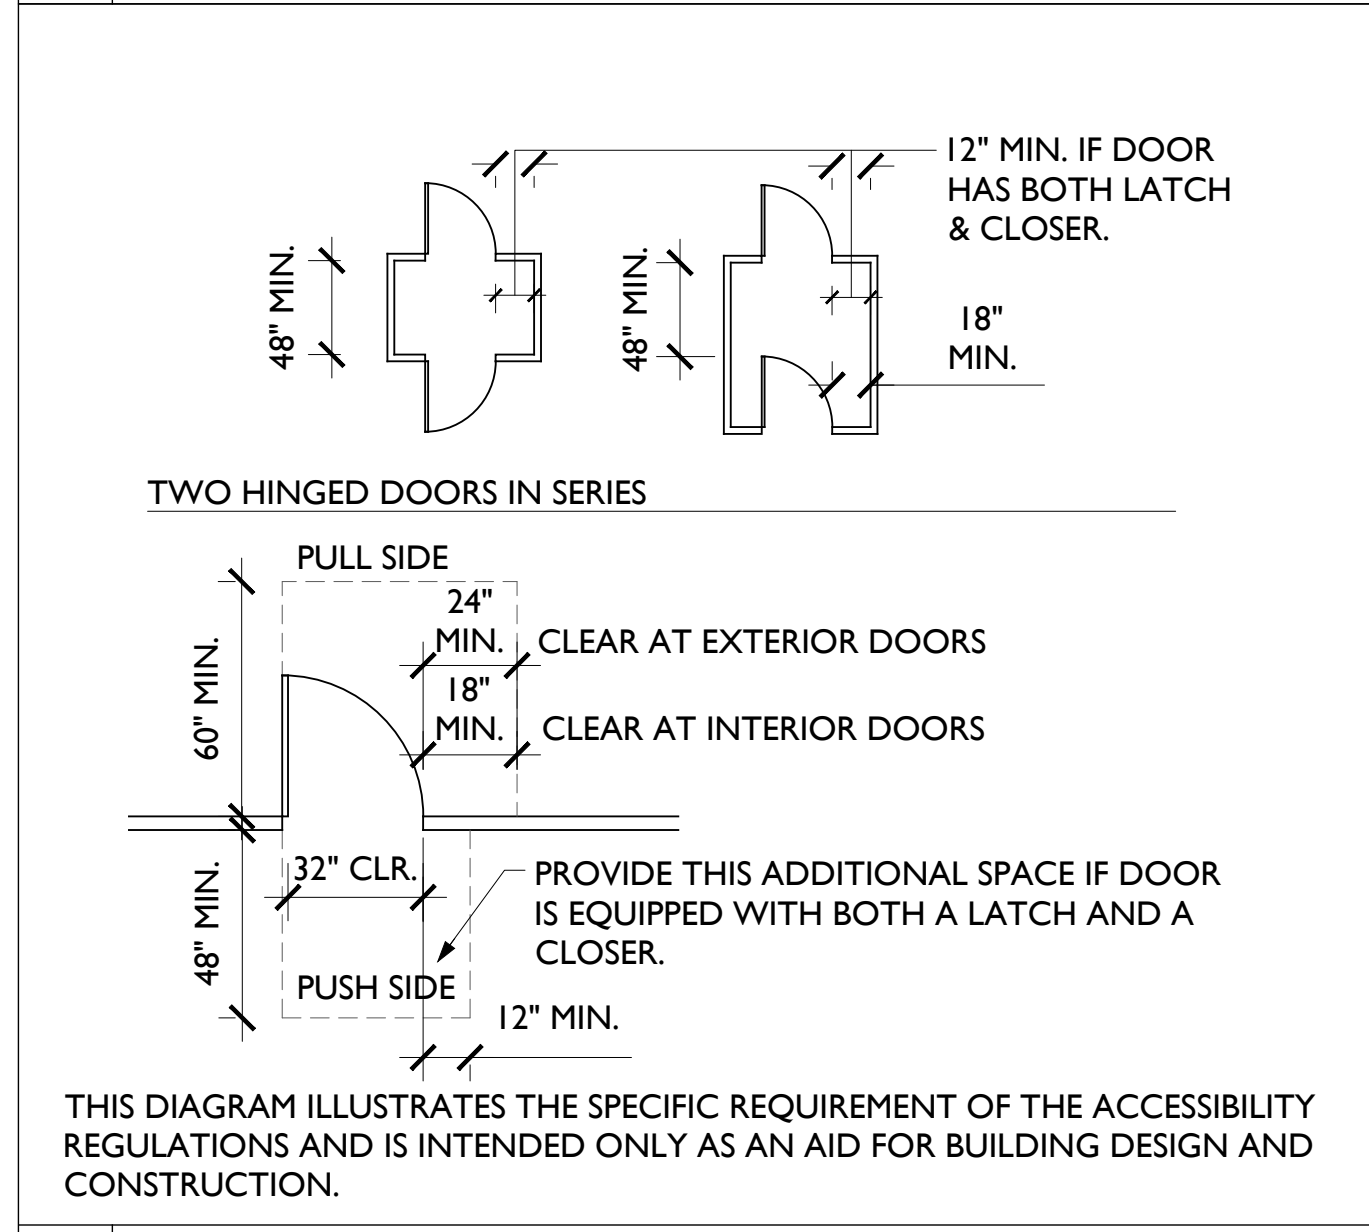 12" MIN. IF DOOR
HAS BOTH LATCH
& CLOSER.
48" MIN.
48" MIN.
18"
MIN.
TWO HINGED DOORS IN SERIES
PULL SIDE
24"
MIN. CLEAR AT EXTERIOR DOORS
60" MIN.
18"
MIN. CLEAR AT INTERIOR DOORS
32" CLR.
48" MIN.
PROVIDE THIS ADDITIONAL SPACE IF DOOR
IS EQUIPPED WITH BOTH A LATCH AND A
CLOSER.
PUSH SIDE
12" MIN.
THIS DIAGRAM ILLUSTRATES THE SPECIFIC REQUIREMENT OF THE ACCESSIBILITY
REGULATIONS AND IS INTENDED ONLY AS AN AID FOR BUILDING DESIGN AND
CONSTRUCTION.